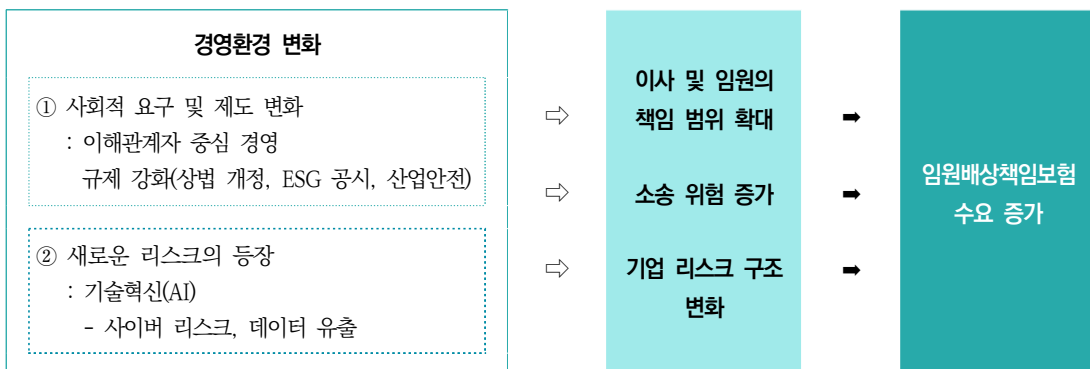 경영환경 변화
① 사회적 요구 및 제도 변화
: 이해관계자 중심 경영
규제 강화(상법 개정, ESG 공시, 산업안전)
② 새로운 리스크의 등장
: 기술혁신(AI)
- 사이버 리스크, 데이터 유출
⇨
⇨
⇨
이사 및 임원의
책임 범위 확대
소송 위험 증가
기업 리스크 구조
변화
➡
➡
➡
임원배상책임보험
수요 증가